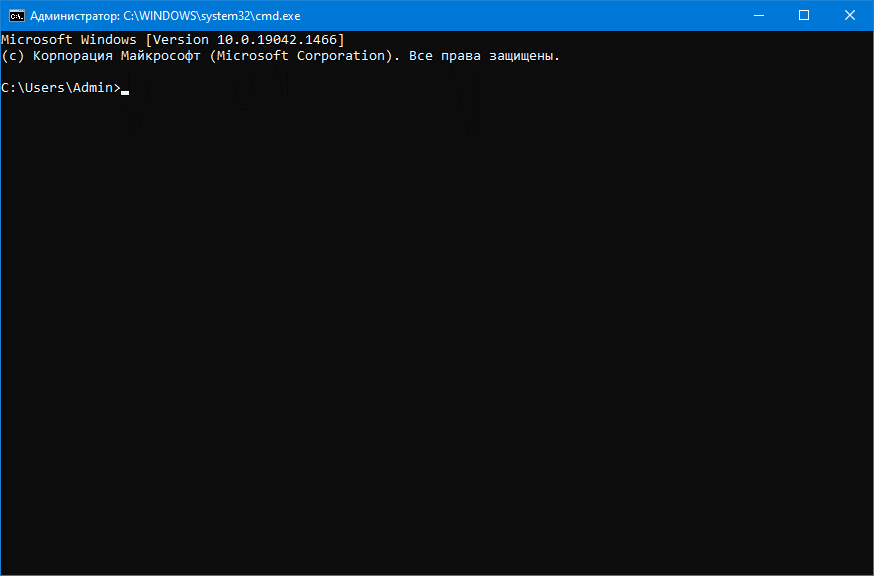 Администратор: C:\WINDOWS\system32\cmd.exe
Microsoft Windows [Version 10.0.19042.1466]
(c) Корпорация Майкрософт (Microsoft Corporation). Все права защищены.
C:\Users\Admin>